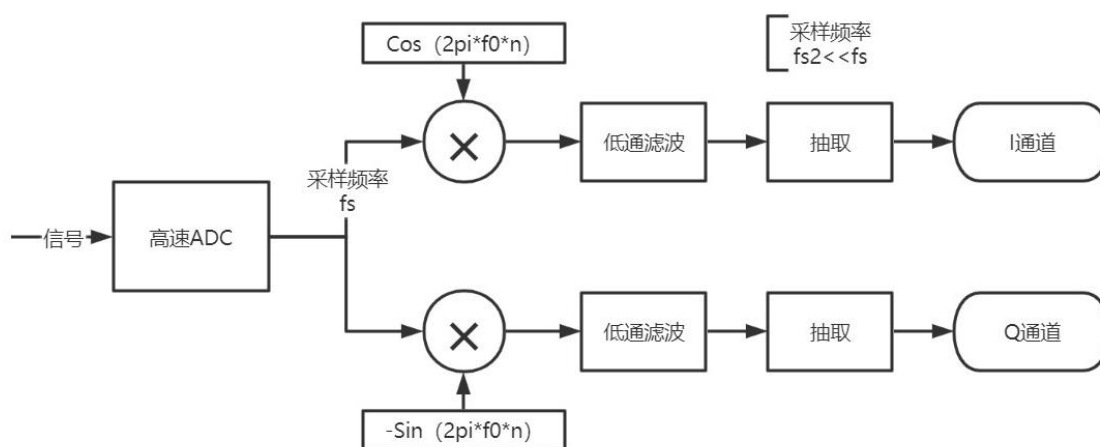 Cos（2pi*f0*n）
采样频率
fs2<<fs
低通滤波
抽取
I通道
采样频率
fs
信号
高速ADC
低通滤波
抽取
Q通道
-Sin（2pi*f0*n）